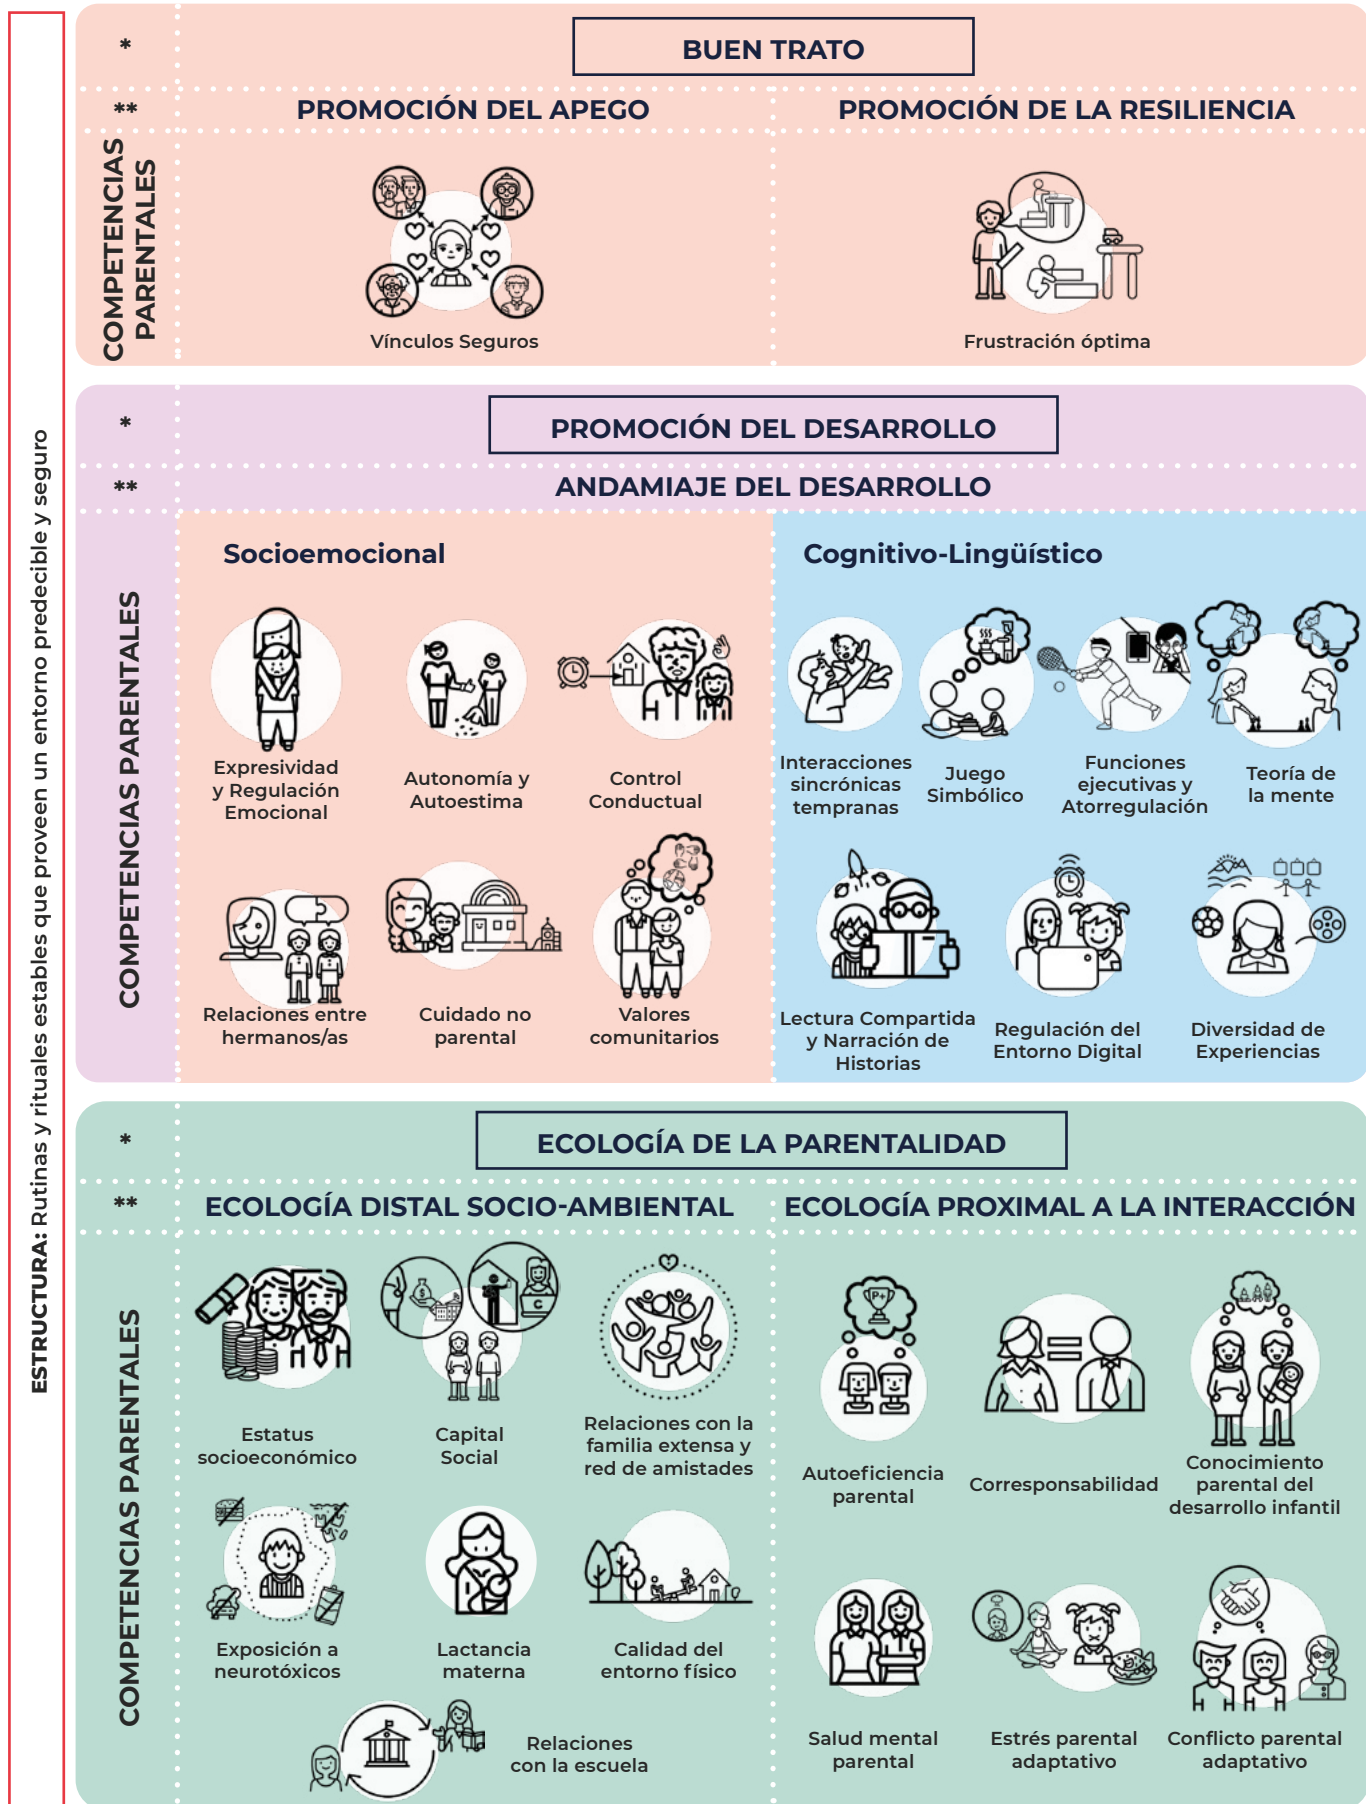 ESTRUCTURA: Rutinas y rituales estables que proveen un entorno predecible y seguro
*
BUEN TRATO
**
PROMOCIÓN DEL APEGO
PROMOCIÓN DE LA RESILIENCIA
COMPETENCIAS
PARENTALES
Vínculos Seguros
Frustración óptima
*
PROMOCIÓN DEL DESARROLLO
**
ANDAMIAJE DEL DESARROLLO
COMPETENCIAS PARENTALES
Socioemocional
Expresividad
y Regulación
Emocional
Autonomía y
Autoestima
Control
Conductual
Relaciones entre
hermanos/as
Cuidado no
parental
Valores
comunitarios
Cognitivo-Lingüístico
Interacciones
sincrónicas
tempranas
Juego
Simbólico
Funciones
ejecutivas y
Atorregulación
Teoría de
la mente
Lectura Compartida
y Narración de
Historias
Regulación del
Entorno Digital
Diversidad de
Experiencias
*
ECOLOGÍA DE LA PARENTALIDAD
**
ECOLOGÍA DISTAL SOCIO-AMBIENTAL
ECOLOGÍA PROXIMAL A LA INTERACCIÓN
COMPETENCIAS PARENTALES
$
C
Estatus
socioeconómico
Capital
Social
Relaciones con la
familia extensa y
red de amistades
Exposición a
neurotóxicos
Lactancia
materna
Calidad del
entorno físico
Relaciones
con la escuela
P+
Autoeficiencia
parental
Corresponsabilidad
Conocimiento
parental del
desarrollo infantil
Salud mental
parental
Estrés parental
adaptativo
Conflicto parental
adaptativo